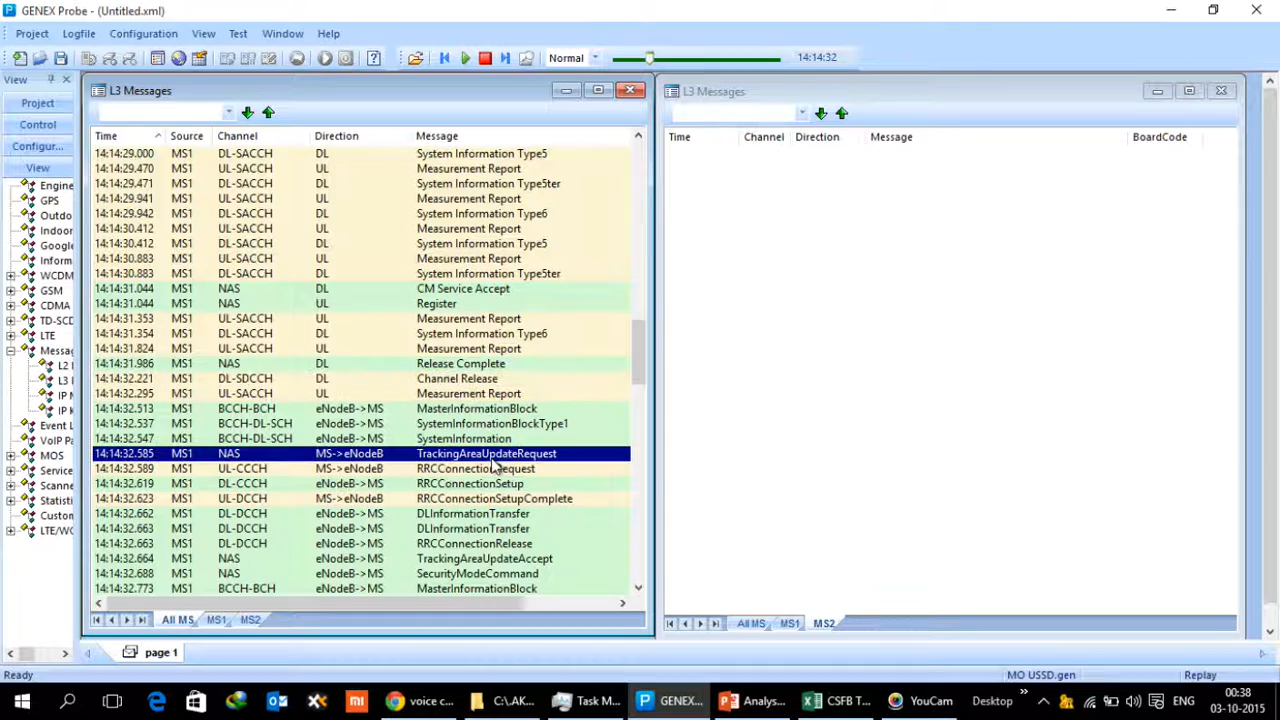 GENEX Probe - (Untitled.xml)
Project Logfile Configuration View Test Window Help
Normal 14:14:32
View
Project
Control
Configur...
View
Engine
GPS
Outdo
Indoor
Google
Inform
WCDM
GSM
CDMA
TD-SCD
LTE
Messag
L2 I
L3 I
IP M
IP K
Event L
VoIP Pa
MOS
Service
Scanne
Statisti
Custom
LTE/WC
L3 Messages
Time Source Channel Direction Message
14:14:29.000 MS1 DL-SACCH DL System Information Type5
14:14:29.470 MS1 UL-SACCH UL Measurement Report
14:14:29.471 MS1 DL-SACCH DL System Information Type5ter
14:14:29.941 MS1 UL-SACCH UL Measurement Report
14:14:29.942 MS1 DL-SACCH DL System Information Type6
14:14:30.412 MS1 UL-SACCH UL Measurement Report
14:14:30.412 MS1 DL-SACCH DL System Information Type5
14:14:30.883 MS1 UL-SACCH UL Measurement Report
14:14:30.883 MS1 DL-SACCH DL System Information Type5ter
14:14:31.044 MS1 NAS DL CM Service Accept
14:14:31.044 MS1 NAS UL Register
14:14:31.353 MS1 UL-SACCH UL Measurement Report
14:14:31.354 MS1 DL-SACCH DL System Information Type6
14:14:31.824 MS1 UL-SACCH UL Measurement Report
14:14:31.986 MS1 NAS DL Release Complete
14:14:32.221 MS1 DL-SDCCH DL Channel Release
14:14:32.295 MS1 UL-SACCH UL Measurement Report
14:14:32.513 MS1 BCCH-BCH eNodeB->MS MasterInformationBlock
14:14:32.537 MS1 BCCH-DL-SCH eNodeB->MS SystemInformationBlockType1
14:14:32.547 MS1 BCCH-DL-SCH eNodeB->MS SystemInformation
14:14:32.585 MS1 NAS MS->eNodeB TrackingAreaUpdateRequest
14:14:32.589 MS1 UL-CCCH MS->eNodeB RRCConnectionRequest
14:14:32.619 MS1 DL-CCCH eNodeB->MS RRCConnectionSetup
14:14:32.623 MS1 UL-DCCH MS->eNodeB RRCConnectionSetupComplete
14:14:32.662 MS1 DL-DCCH eNodeB->MS DLInformationTransfer
14:14:32.663 MS1 DL-DCCH eNodeB->MS DLInformationTransfer
14:14:32.663 MS1 DL-DCCH eNodeB->MS RRCConnectionRelease
14:14:32.664 MS1 NAS eNodeB->MS TrackingAreaUpdateAccept
14:14:32.688 MS1 NAS eNodeB->MS SecurityModeCommand
14:14:32.773 MS1 BCCH-BCH eNodeB->MS MasterInformationBlock
All MS MS1 MS2
L3 Messages
Time Channel Direction Message BoardCode
All MS MS1 MS2
page 1
Ready MO USSD.gen Replay
voice c... C:\.AK... Task M... GENEX... Analys... CSFB T... YouCam Desktop ENG 00:38
03-10-2015